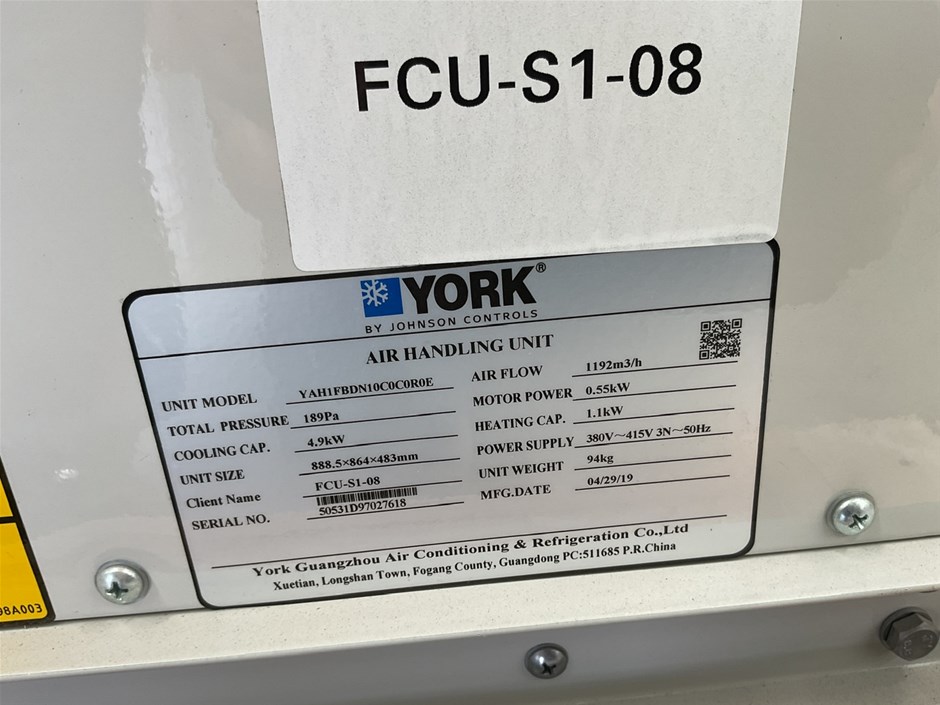 FCU-S1-08
YORK®
BY JOHNSON CONTROLS
AIR HANDLING UNIT
UNIT MODEL YAH1FBDN10C0C0R0E
TOTAL PRESSURE 189Pa
COOLING CAP. 4.9kW
UNIT SIZE 888.5×864×483mm
Client Name FCU-S1-08
SERIAL NO. 50531D97027618
AIR FLOW 1192m3/h
MOTOR POWER 0.55kW
HEATING CAP. 1.1kW
POWER SUPPLY 380V～415V 3N～50Hz
UNIT WEIGHT 94kg
MFG.DATE 04/29/19
York Guangzhou Air Conditioning & Refrigeration Co.,Ltd
Xuetian, Longshan Town, Fogang County, Guangdong PC:511685 P.R.China
98A003